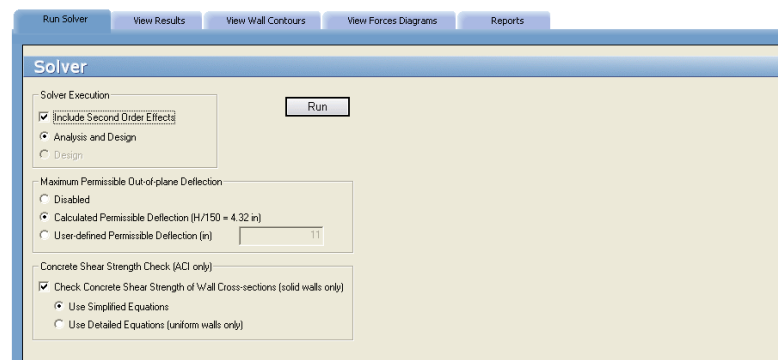 Run Solver
View Results
View Wall Contours
View Forces Diagrams
Reports
Solver
Solver Execution
Include Second Order Effects
Analysis and Design
Design
Run
Maximum Permissible Out-of-plane Deflection
Disabled
Calculated Permissible Deflection (H/150 = 4.32 in)
User-defined Permissible Deflection (in)
11
Concrete Shear Strength Check (ACI only)
Check Concrete Shear Strength of Wall Cross-sections (solid walls only)
Use Simplified Equations
Use Detailed Equations (uniform walls only)